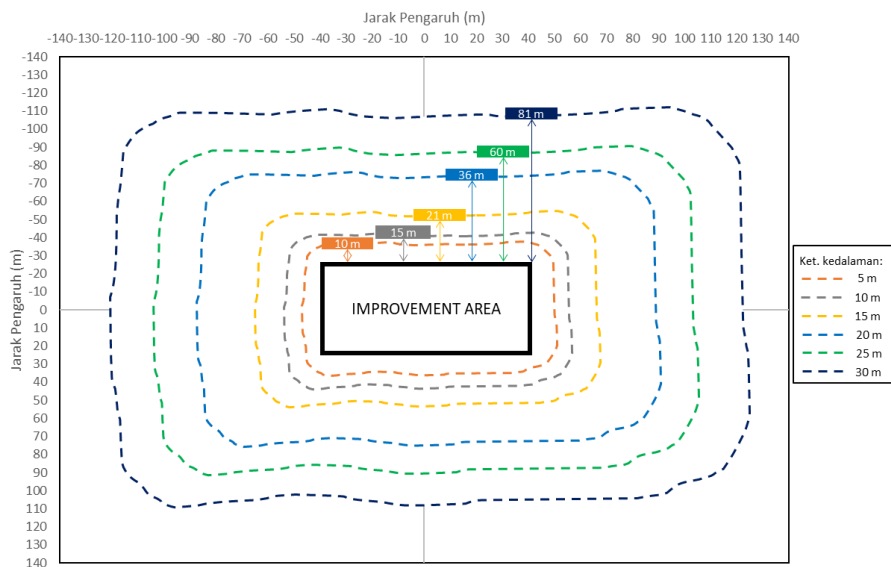 Jarak Pengaruh (m)
-140 -130 -120 -110 -100 -90 -80 -70 -60 -50 -40 -30 -20 -10 0 10 20 30 40 50 60 70 80 90 100 110 120 130 140
-140
-130
-120
-110
-100
-90
-80
-70
-60
-50
-40
-30
-20
-10
0
10
20
30
40
50
60
70
80
90
100
110
120
130
140
Jarak Pengaruh (m)
81 m
60 m
36 m
21 m
15 m
10 m
IMPROVEMENT AREA
Ket. kedalaman:
5 m
10 m
15 m
20 m
25 m
30 m